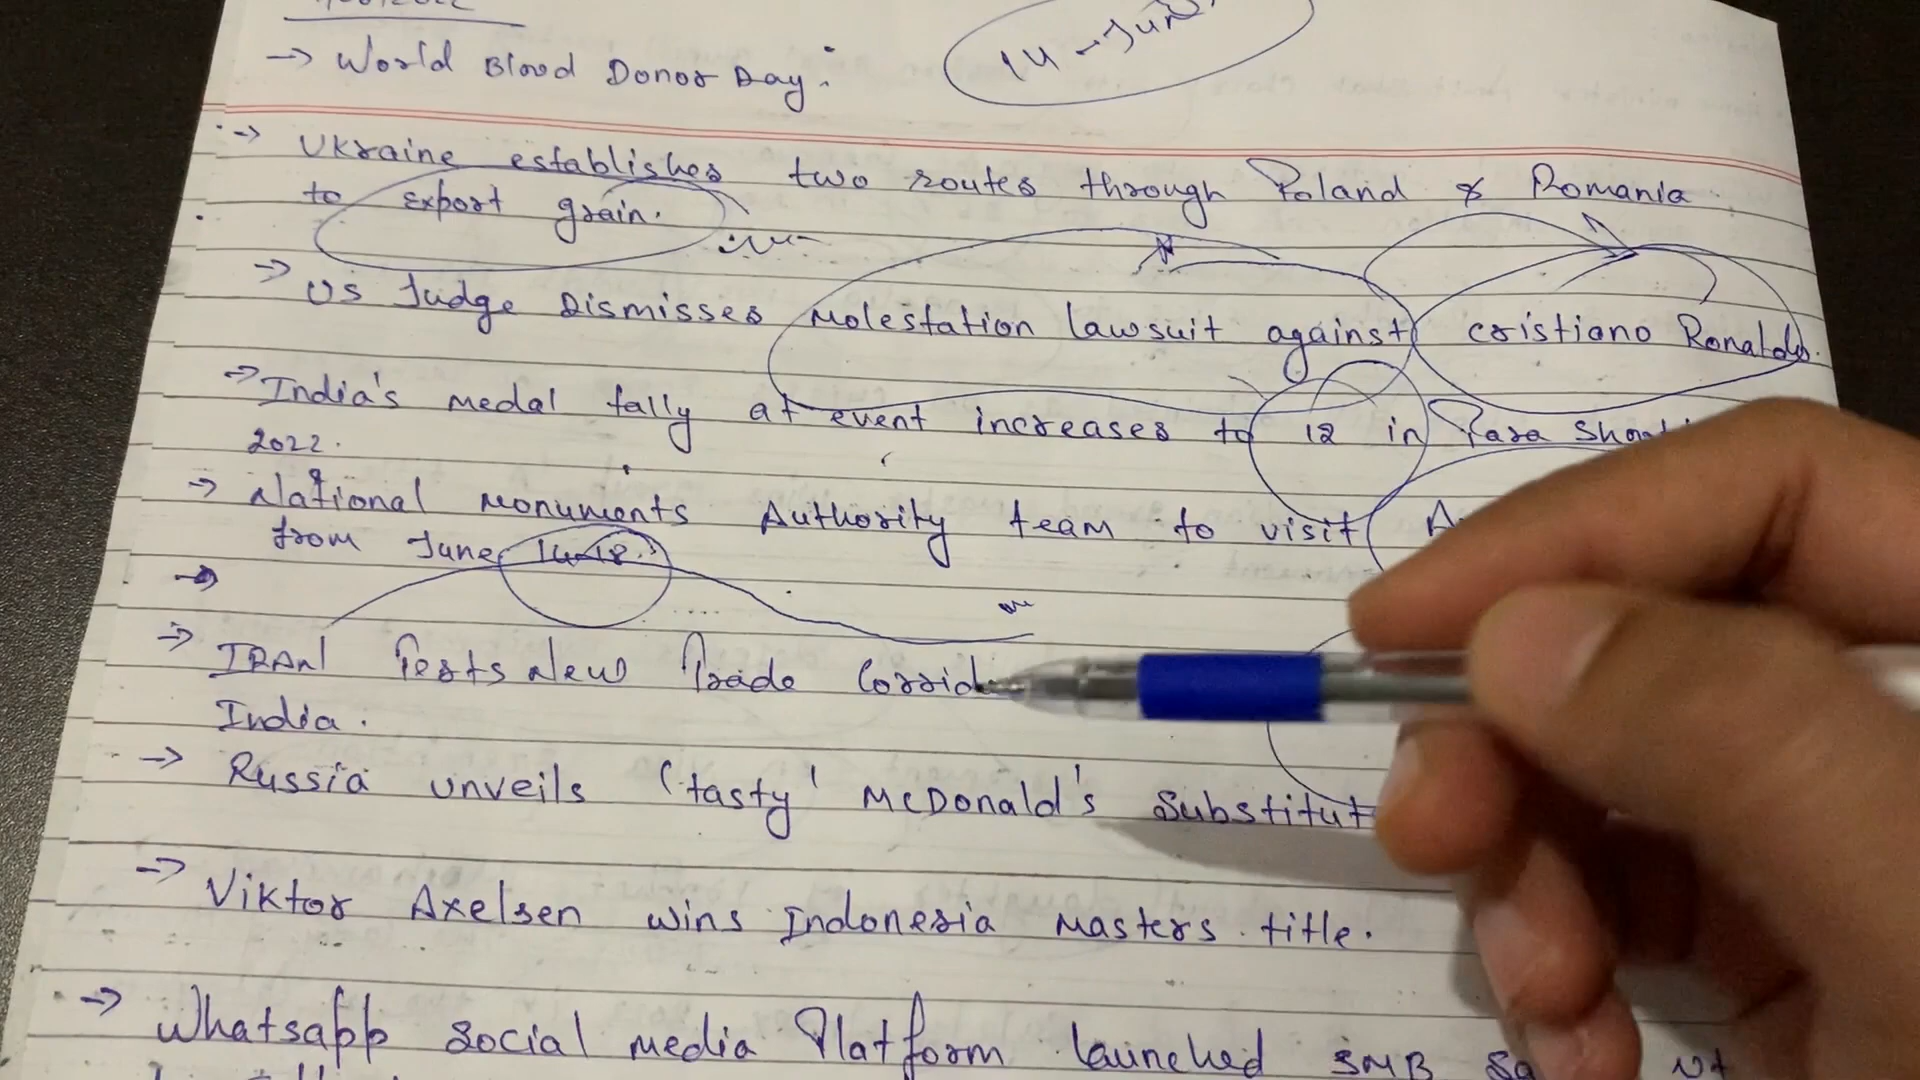 → World Blood Donor Day.
14-June
→ Ukraine establishes two routes through Poland & Romania
to export grain.
→ US Judge Dismisses Molestation lawsuit against Cristiano Ronaldo.
→ India's medal tally at event increases to 12 in Para
2022.
→ National Monuments Authority team to visit
from June 14-18.
→
→ IRAN Tests New Trade
India.
→ Russia unveils 'tasty' McDonald's
→ Viktor Axelsen wins Indonesia Masters title.
→ Whatsapp social media Platform launched SMB